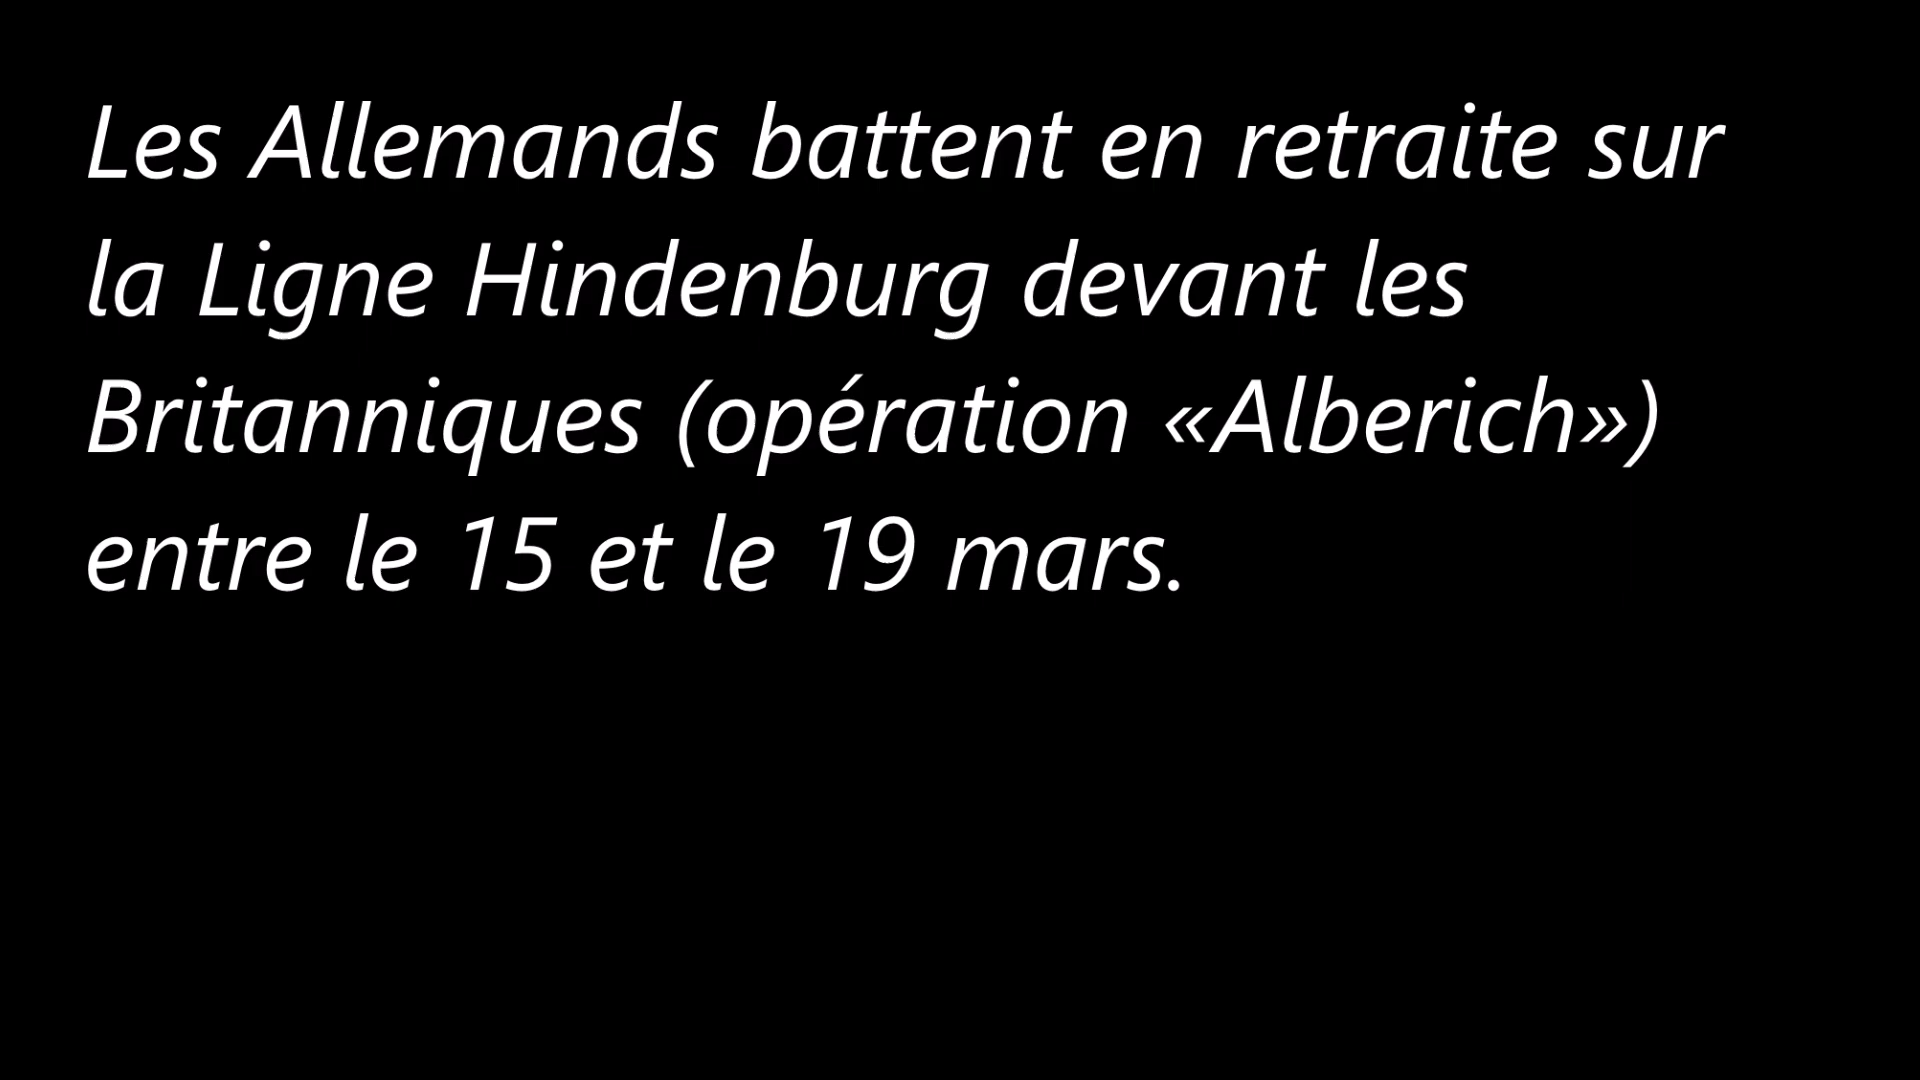 Les Allemands battent en retraite sur
la Ligne Hindenburg devant les
Britanniques (opération «Alberich»)
entre le 15 et le 19 mars.